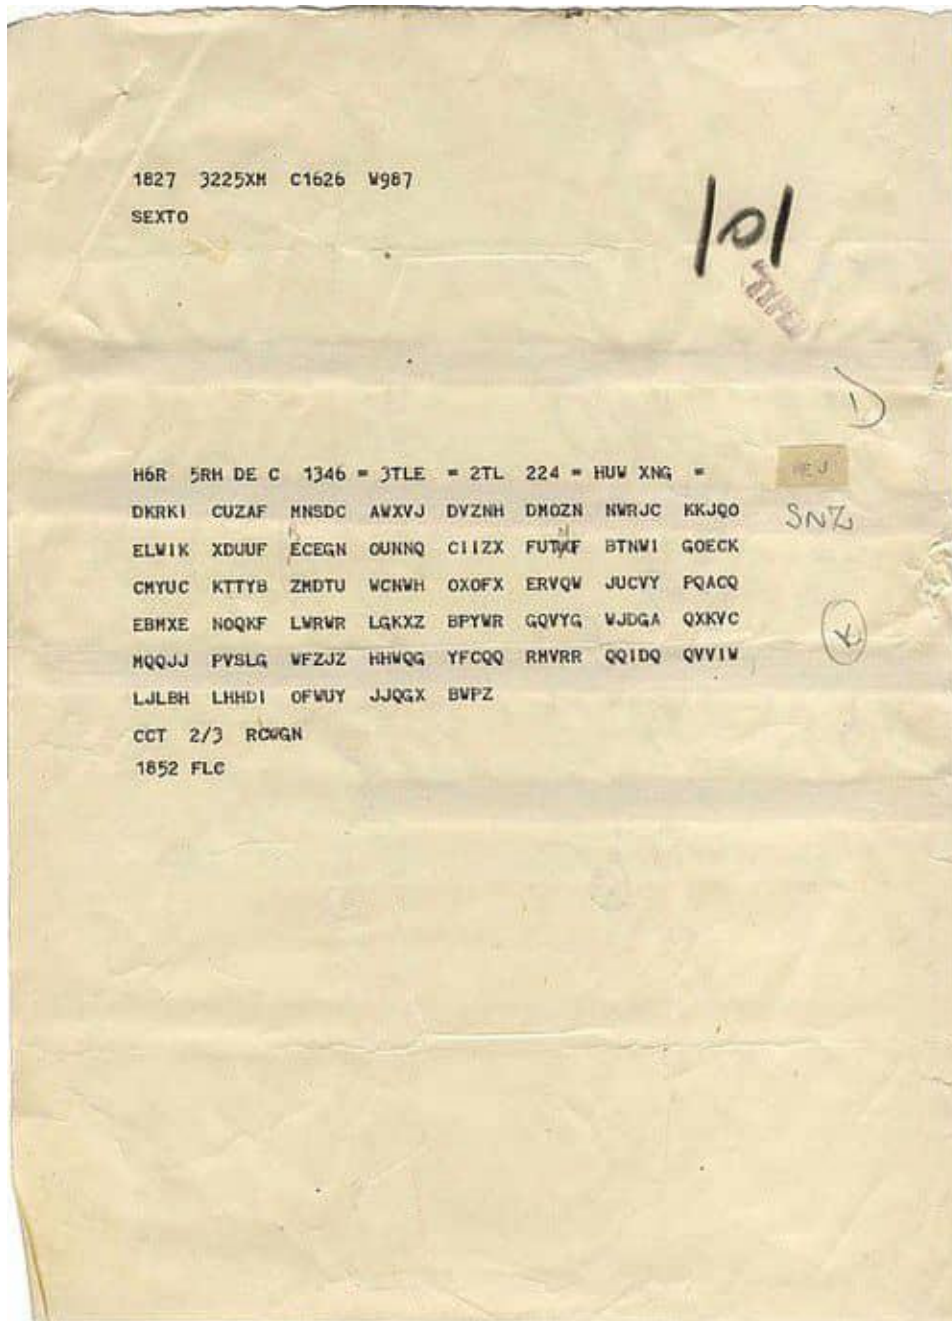 1827 3225XM C1626 W987
SEXTO
101
D
H6R 5RH DE C 1346 = 3TLE = 2TL 224 = HUW XNG =
DKRKI CUZAF MNSDC AWXVJ DVZNH DMOZN NWRJC KKJQO
SNZ
ELWIK XDUUF ECEGN OUNNQ CIIZX BTNWI GOECK
CMYUC KTTYB ZMDTU WCNWH OXOFX ERVQW JUCVY PQACQ
EBMXE NOQKF LWRWR LGKXZ BPYWR GQVYG WJDGA QXKVC
K
MQQJJ PVSLG WFZJZ HHWQG YFCQQ RMVRR QQIDQ QVVIW
LJLBH LHHDI OFWUY JJQGX BWPZ
CCT 2/3 RCWGN
1852 FLC